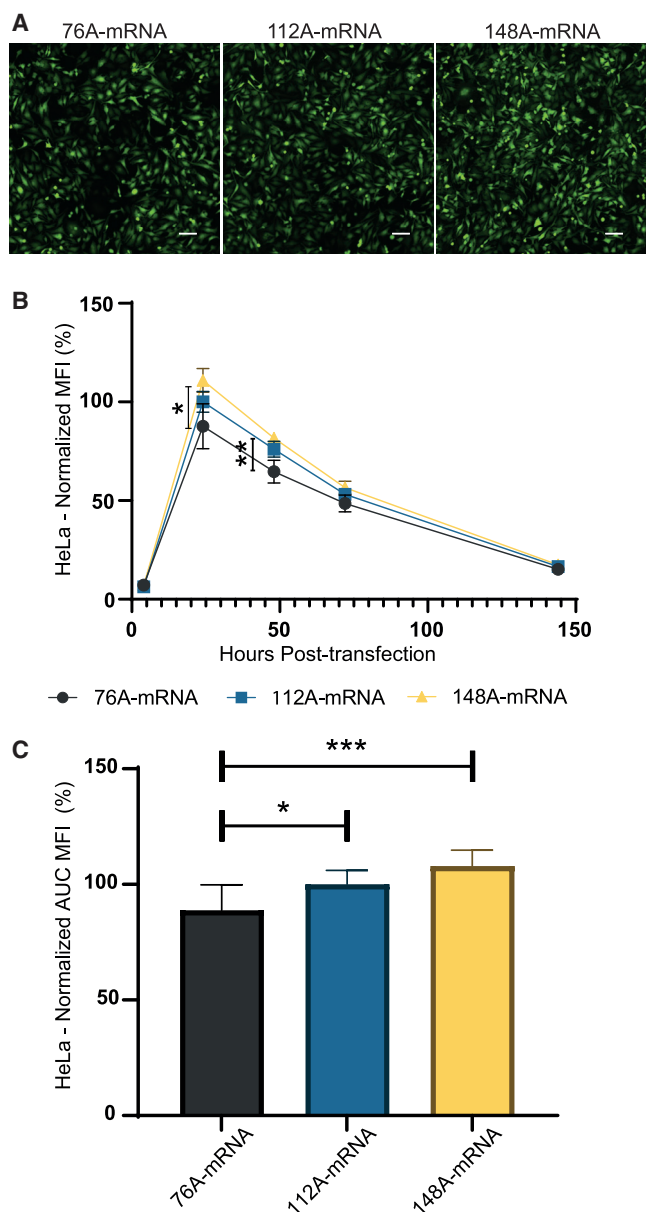 A
76A-mRNA 112A-mRNA 148A-mRNA
B
HeLa - Normalized MFI (%)
150
100
50
0
*
**
0 50 100 150
Hours Post-transfection
76A-mRNA 112A-mRNA 148A-mRNA
C
HeLa - Normalized AUC MFI (%)
150
100
50
0
***
*
76A-mRNA
112A-mRNA
148A-mRNA